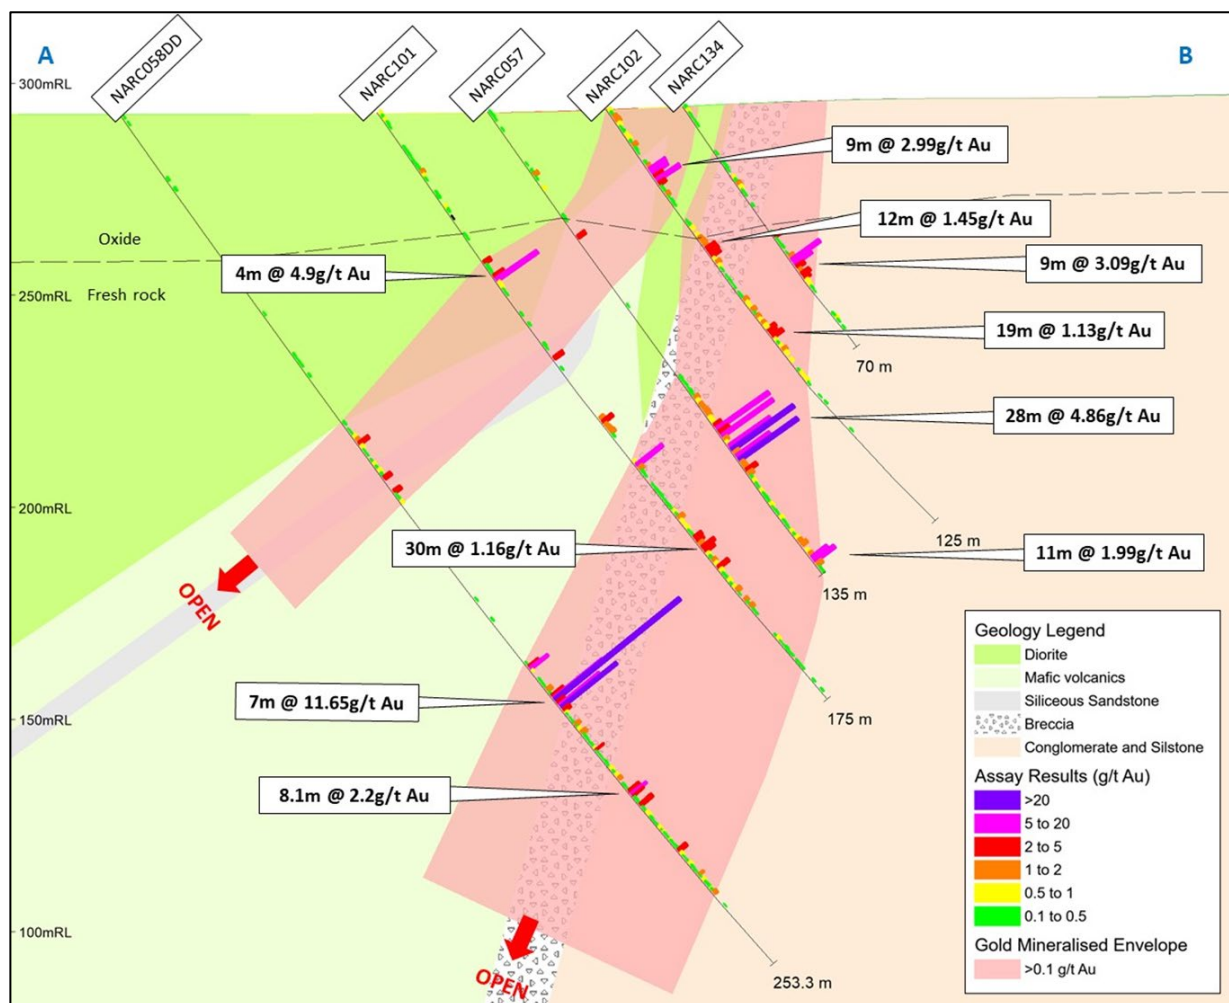 A
B
NARC058DD
NARC101
NARC057
NARC102
NARC134
300mRL
9m @ 2.99g/t Au
12m @ 1.45g/t Au
Oxide
4m @ 4.9g/t Au
9m @ 3.09g/t Au
Fresh rock
250mRL
19m @ 1.13g/t Au
70 m
28m @ 4.86g/t Au
200mRL
30m @ 1.16g/t Au
125 m
11m @ 1.99g/t Au
135 m
OPEN
7m @ 11.65g/t Au
175 m
150mRL
8.1m @ 2.2g/t Au
100mRL
OPEN
253.3 m
Geology Legend
Diorite
Mafic volcanics
Siliceous Sandstone
Breccia
Conglomerate and Silstone
Assay Results (g/t Au)
>20
5 to 20
2 to 5
1 to 2
0.5 to 1
0.1 to 0.5
Gold Mineralised Envelope
>0.1 g/t Au